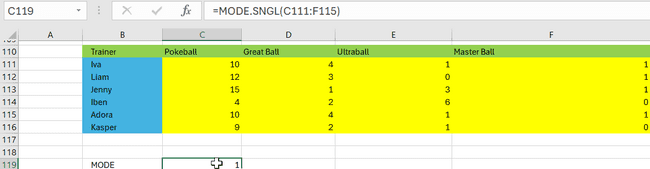 C119 fx =MODE.SNGL(C111:F115)
A B C D E F
110 Trainer Pokeball Great Ball Ultraball Master Ball
111 Iva 10 4 1 1
112 Liam 12 3 0 1
113 Jenny 15 1 3 1
114 Iben 4 2 6 0
115 Adora 10 4 1 1
116 Kasper 9 2 1 0
117
118
119 MODE 1